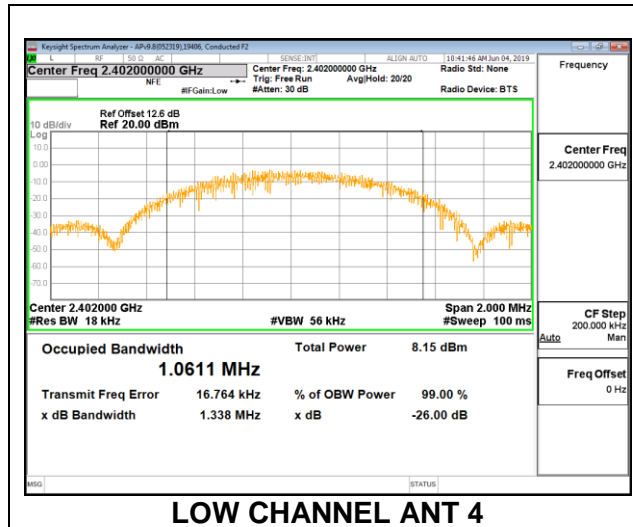 Keysight Spectrum Analyzer - APv9.8(052319),19406, Conducted F2
L RF 50 Ω AC SENSE:INT ALIGN AUTO 10:41:46 AM Jun 04, 2019
Center Freq 2.402000000 GHz Center Freq: 2.402000000 GHz Radio Std: None Frequency
NFE Trig: Free Run Avg|Hold: 20/20
#IFGain:Low #Atten: 30 dB Radio Device: BTS
Ref Offset 12.6 dB
10 dB/div Ref 20.00 dBm
Log
10.0
0.00
-10.0
-20.0
-30.0
-40.0
-50.0
-60.0
-70.0
Center 2.402000 GHz Span 2.000 MHz
#Res BW 18 kHz #VBW 56 kHz #Sweep 100 ms
Occupied Bandwidth Total Power 8.15 dBm
1.0611 MHz
Transmit Freq Error 16.764 kHz % of OBW Power 99.00 %
x dB Bandwidth 1.338 MHz x dB -26.00 dB
Center Freq
2.402000000 GHz
CF Step
200.000 kHz
Auto Man
Freq Offset
0 Hz
MSG STATUS
LOW CHANNEL ANT 4